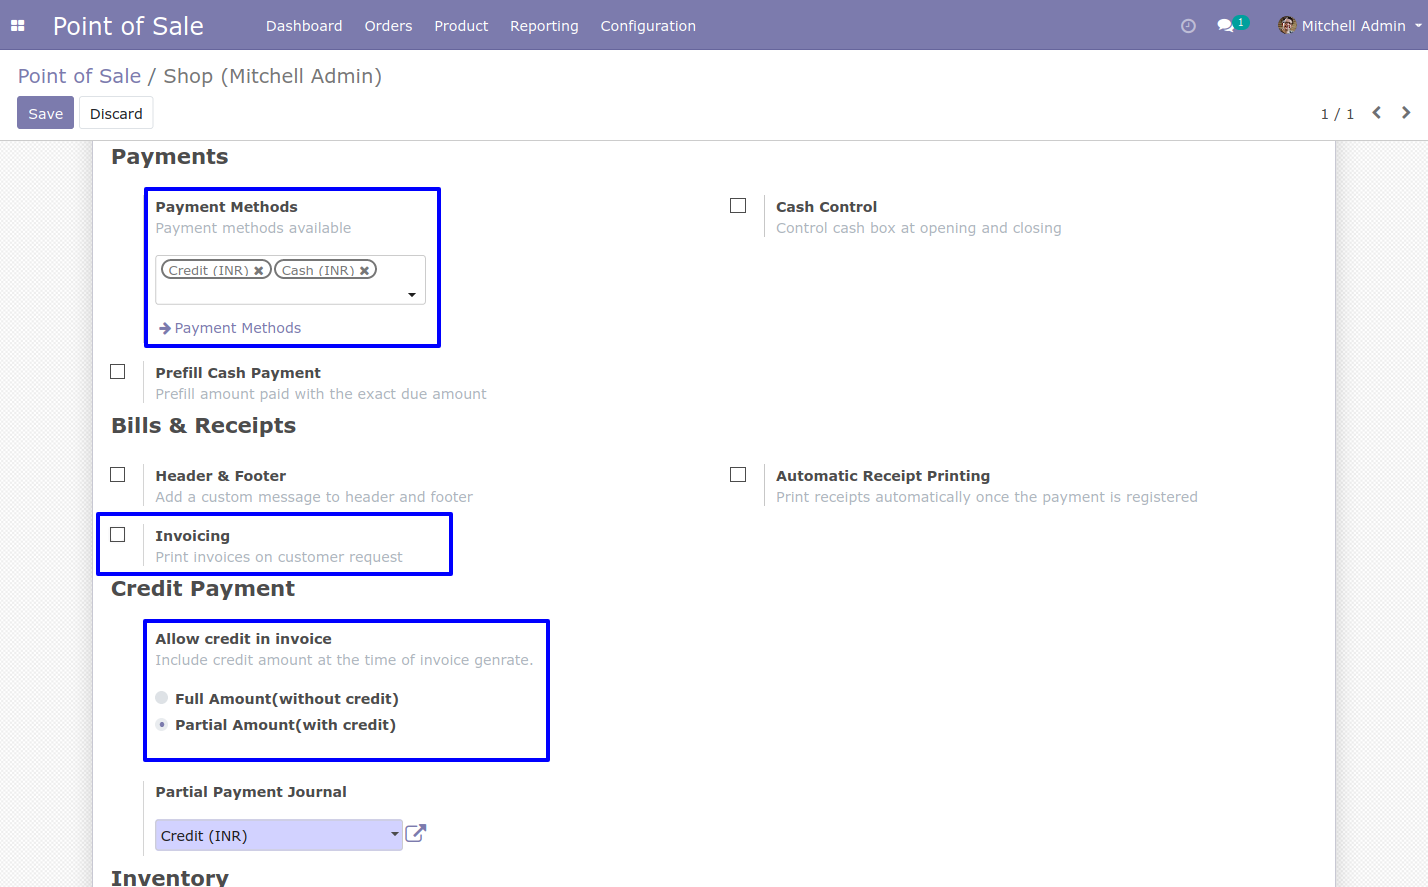 Point of Sale Dashboard Orders Product Reporting Configuration 1 Mitchell Admin
Point of Sale / Shop (Mitchell Admin)
Save Discard 1 / 1
Payments
Payment Methods
Payment methods available
Credit (INR) Cash (INR)
Payment Methods
Cash Control
Control cash box at opening and closing
Prefill Cash Payment
Prefill amount paid with the exact due amount
Bills & Receipts
Header & Footer
Add a custom message to header and footer
Automatic Receipt Printing
Print receipts automatically once the payment is registered
Invoicing
Print invoices on customer request
Credit Payment
Allow credit in invoice
Include credit amount at the time of invoice genrate.
Full Amount(without credit)
Partial Amount(with credit)
Partial Payment Journal
Credit (INR)
Inventory